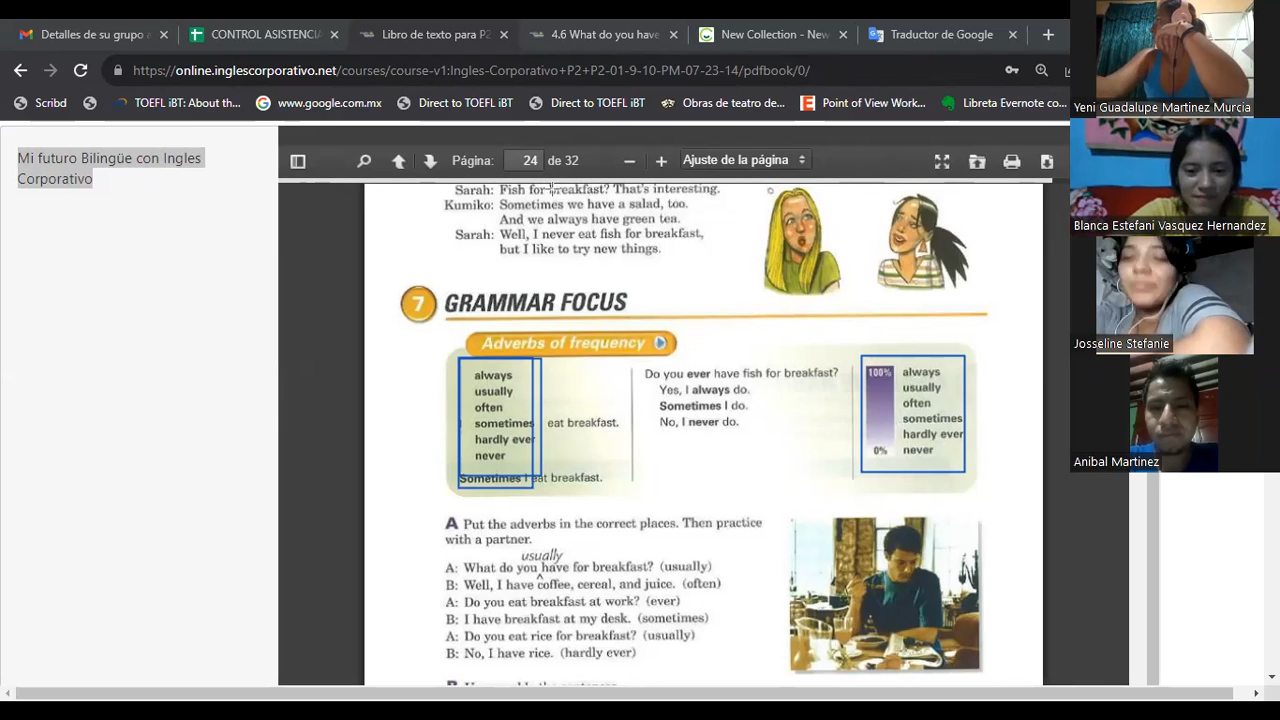 Detalles de su grupo a
CONTROL ASISTENCIA
Libro de texto para P2
4.6 What do you have
New Collection - New
Traductor de Google
https://online.inglescorporativo.net/courses/course-v1:Ingles-Corporativo+P2+P2-01-9-10-PM-07-23-14/pdfbook/0/
Scribd
TOEFL iBT: About th...
www.google.com.mx
Direct to TOEFL iBT
Direct to TOEFL iBT
Obras de teatro de...
Point of View Work...
Libreta Evernote co...
Mi futuro Bilingüe con Ingles
Corporativo
Página: 24 de 32
Ajuste de la página
Sarah: Fish for breakfast? That's interesting.
Kumiko: Sometimes we have a salad, too.
And we always have green tea.
Sarah: Well, I never eat fish for breakfast,
but I like to try new things.
7 GRAMMAR FOCUS
Adverbs of frequency
always
usually
often
sometimes eat breakfast.
hardly ever
never
Sometimes I eat breakfast.
Do you ever have fish for breakfast?
Yes, I always do.
Sometimes I do.
No, I never do.
100% always
usually
often
sometimes
hardly ever
0% never
A Put the adverbs in the correct places. Then practice
with a partner.
usually
A: What do you have for breakfast? (usually)
B: Well, I have coffee, cereal, and juice. (often)
A: Do you eat breakfast at work? (ever)
B: I have breakfast at my desk. (sometimes)
A: Do you eat rice for breakfast? (usually)
B: No, I have rice. (hardly ever)
Yeni Guadalupe Martinez Murcia
Blanca Estefani Vasquez Hernandez
Josseline Stefanie
Anibal Martinez